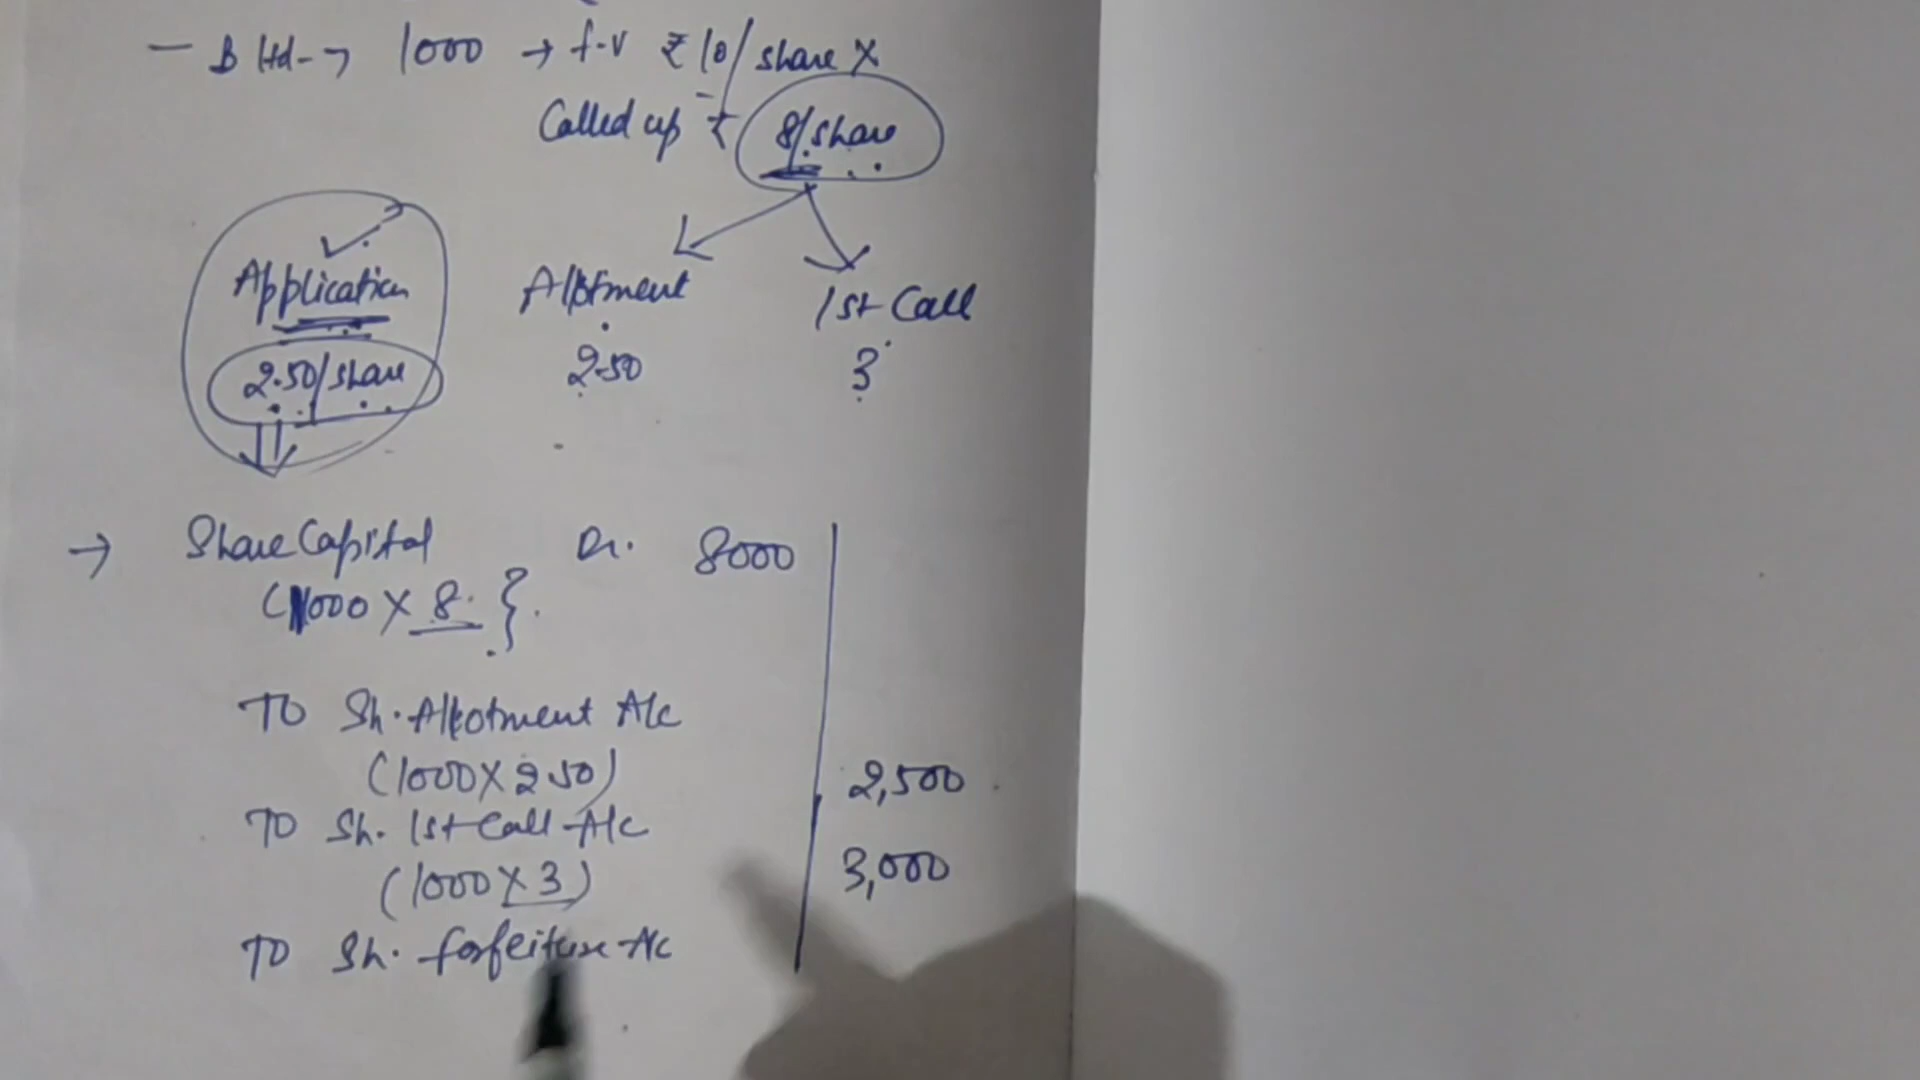 — B Ltd → 1000 → f.v ₹ 10/share X
Called up ₹ 8/share
Application Allotment 1st Call
2.50/share 2.50 3
→ Share Capital Dr. 8000
(1000 X 8 }.
TO Sh. Allotment A/c
(1000 X 2.50) 2,500
TO Sh. 1st Call A/c
(1000 X 3) 3,000
TO Sh. forfeiture A/c